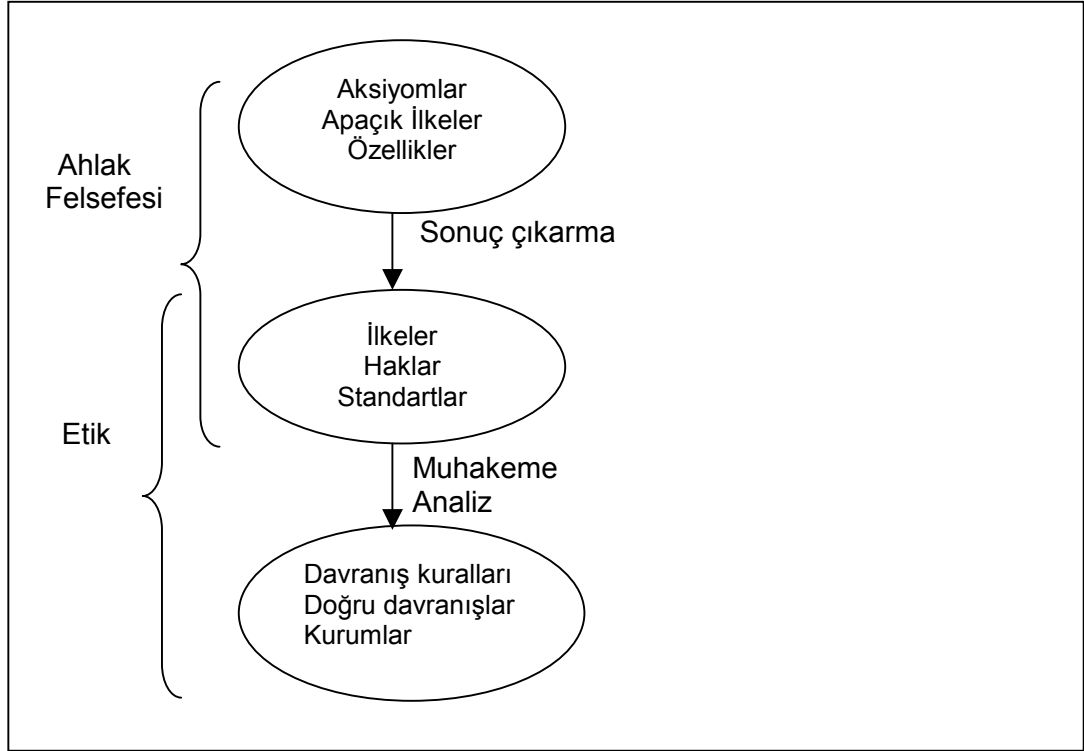 Aksiyomlar
Apaçık İlkeler
Özellikler
Ahlak
Felsefesi
Sonuç çıkarma
İlkeler
Haklar
Standartlar
Etik
Muhakeme
Analiz
Davranış kuralları
Doğru davranışlar
Kurumlar